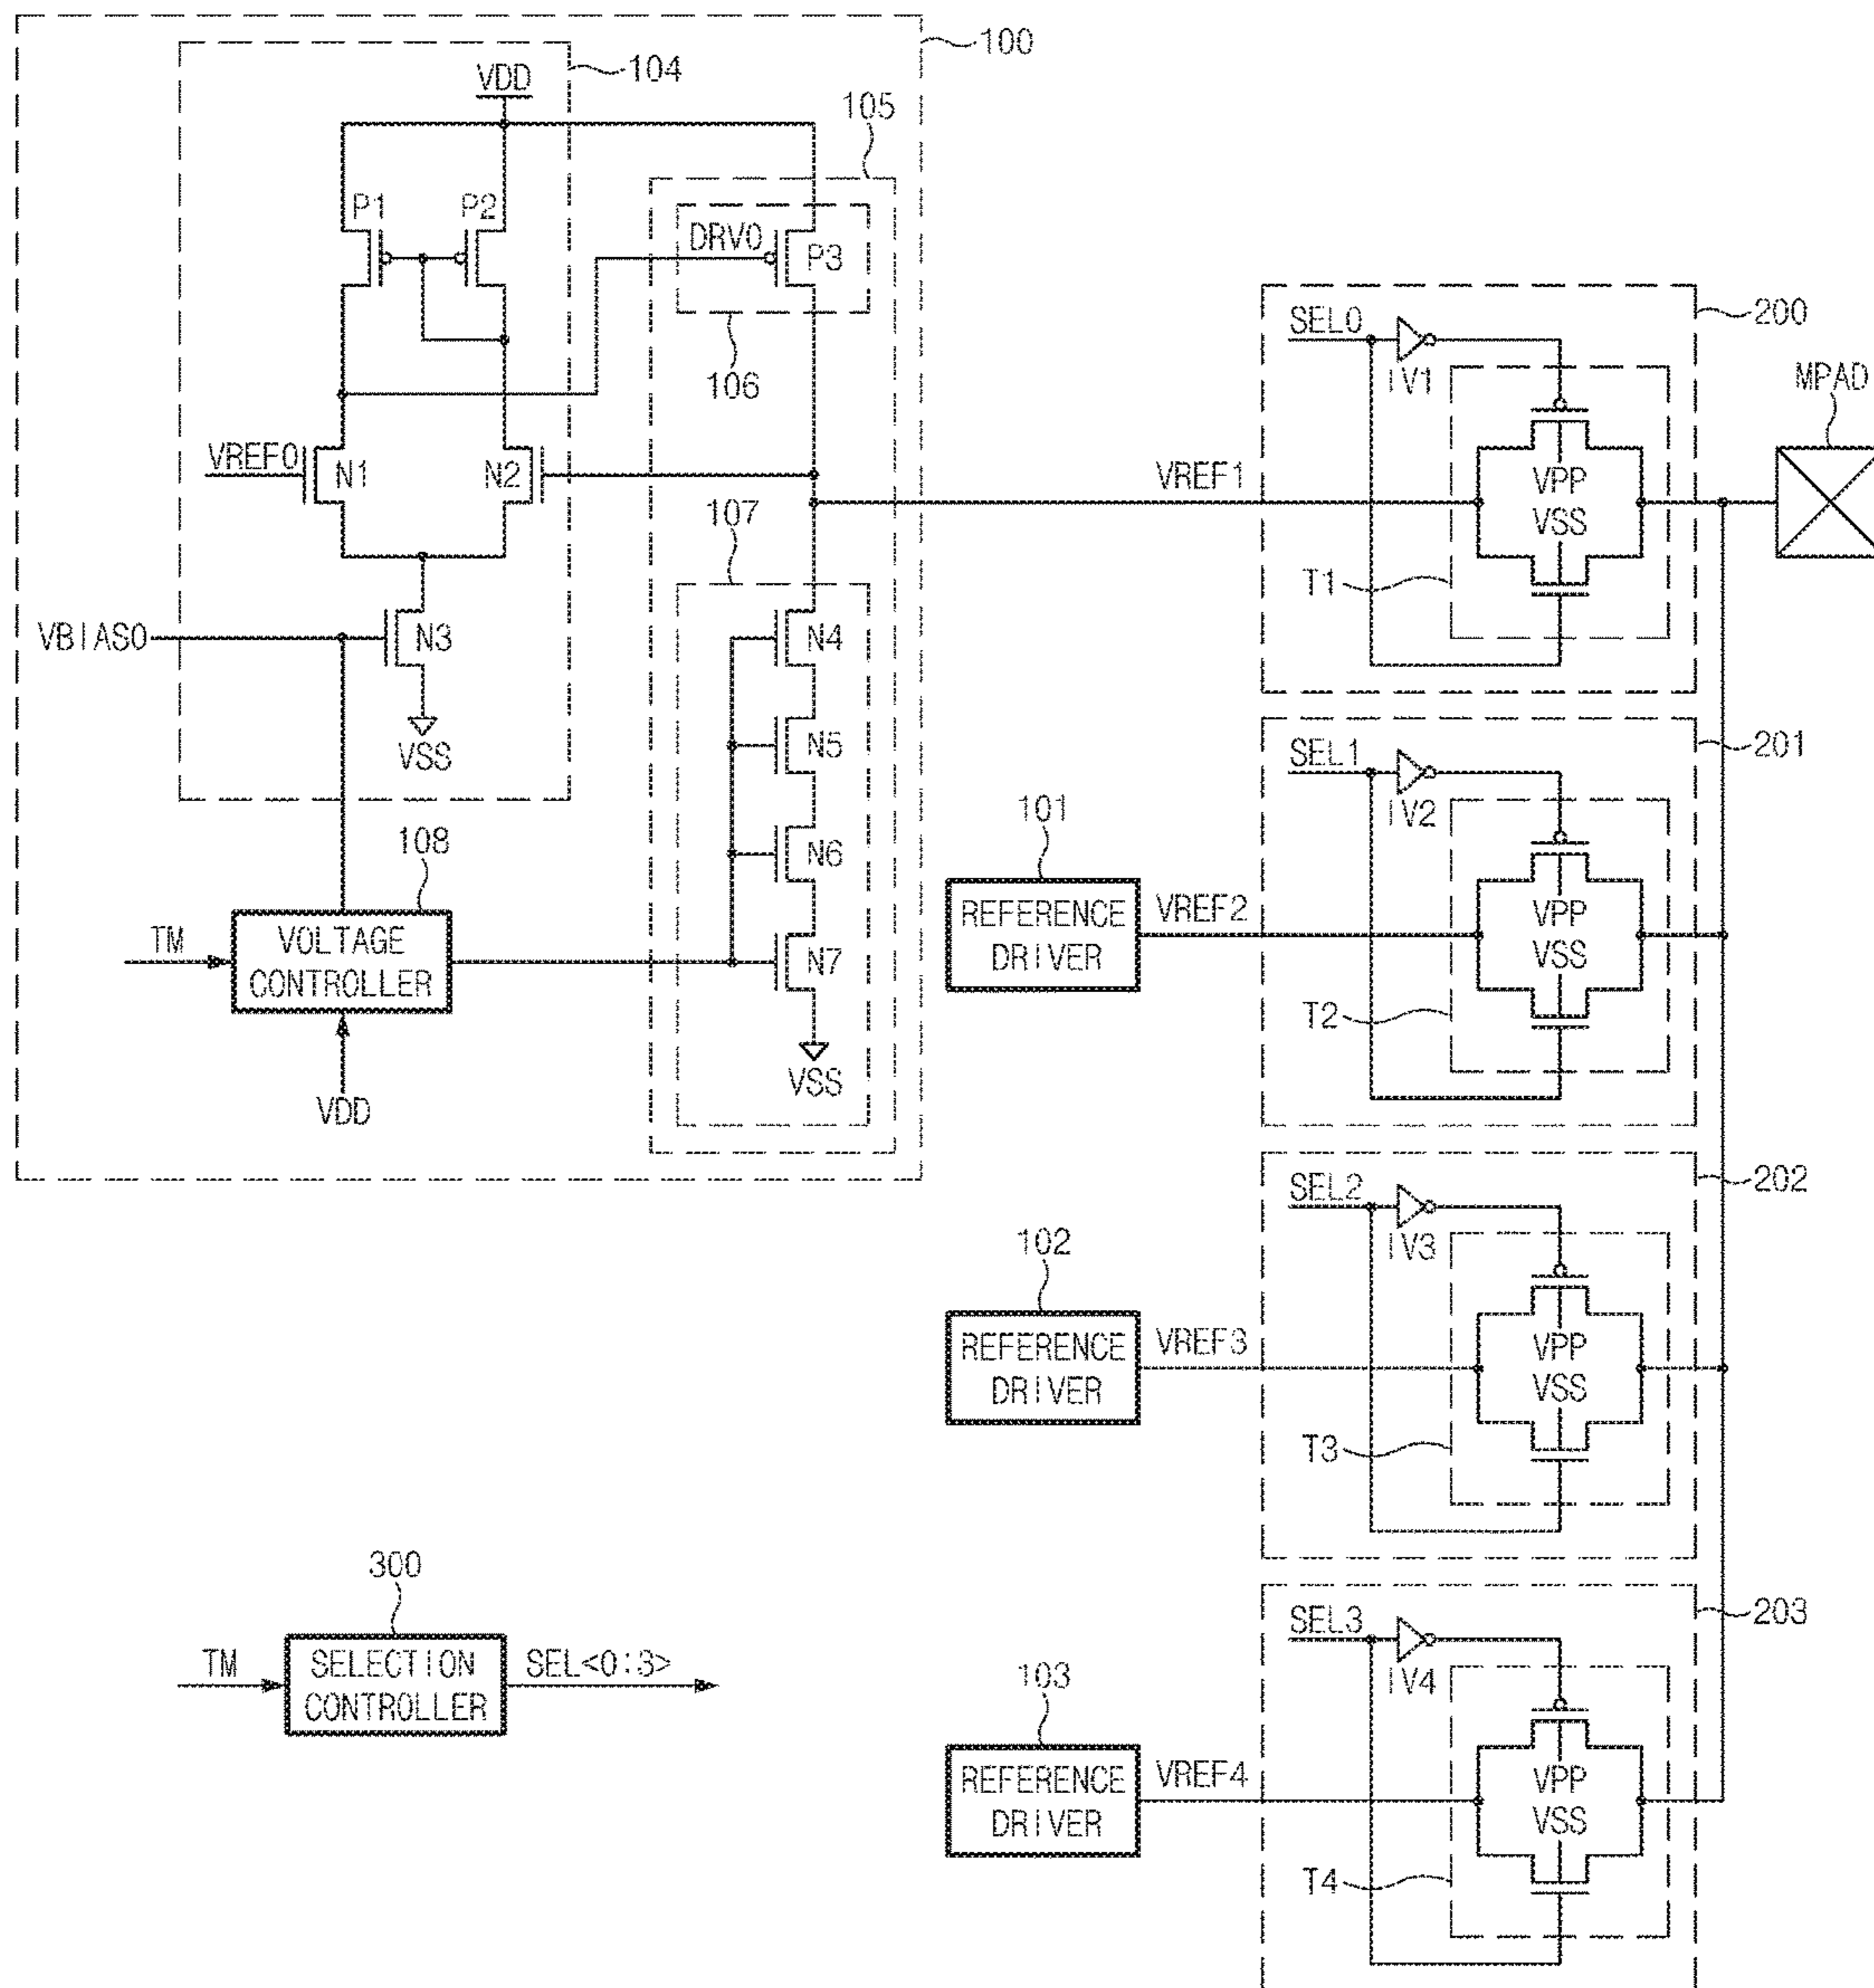 100
104
VDD
105
P1
P2
DRV0
P3
106
VREF0
N1
N2
107
VBIAS0
N3
VSS
N4
N5
N6
N7
VSS
108
TM
VOLTAGE
CONTROLLER
VDD
VREF1
200
SEL0
IV1
VPP
VSS
T1
MPAD
201
SEL1
IV2
VPP
VSS
T2
101
REFERENCE
DRIVER
VREF2
202
SEL2
IV3
VPP
VSS
T3
102
REFERENCE
DRIVER
VREF3
203
SEL3
IV4
VPP
VSS
T4
103
REFERENCE
DRIVER
VREF4
300
TM
SELECTION
CONTROLLER
SEL<0:3>